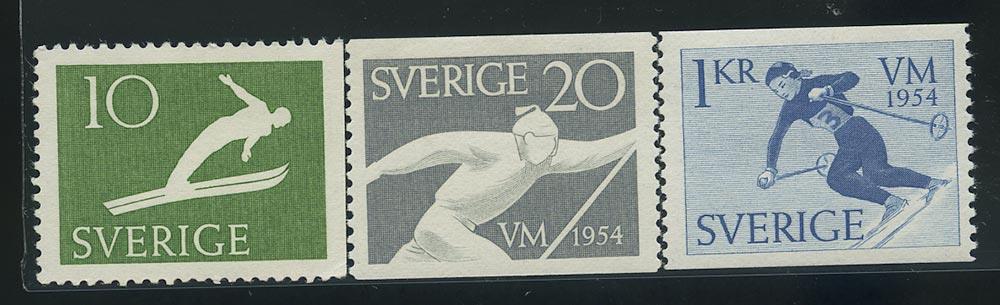 10
SVERIGE
SVERIGE 20
VM 1954
1 KR VM
1954
3
SVERIGE